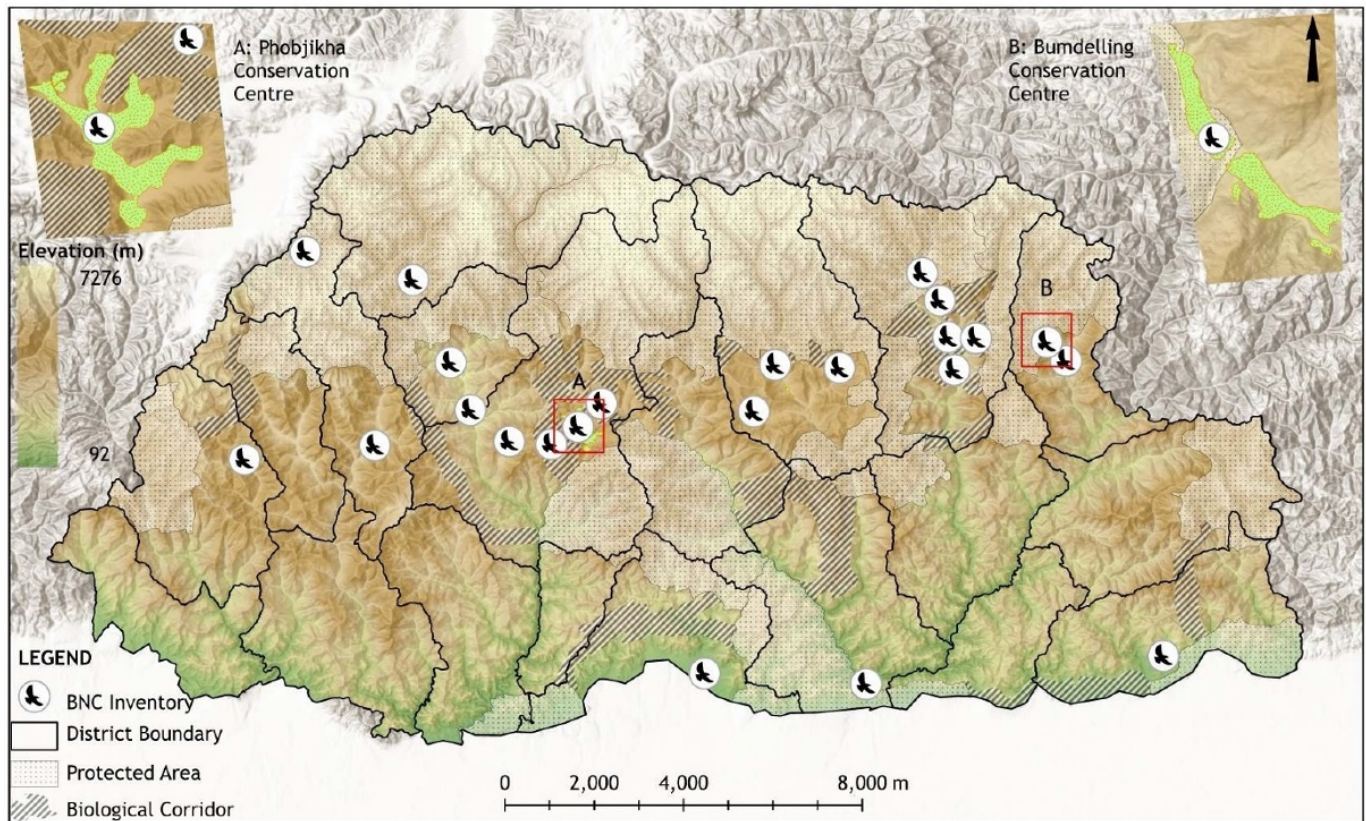 A: Phobjikha
Conservation
Centre
B: Bumdelling
Conservation
Centre
Elevation (m)
7276
92
A
B
LEGEND
BNC Inventory
District Boundary
Protected Area
Biological Corridor
0 2,000 4,000 8,000 m